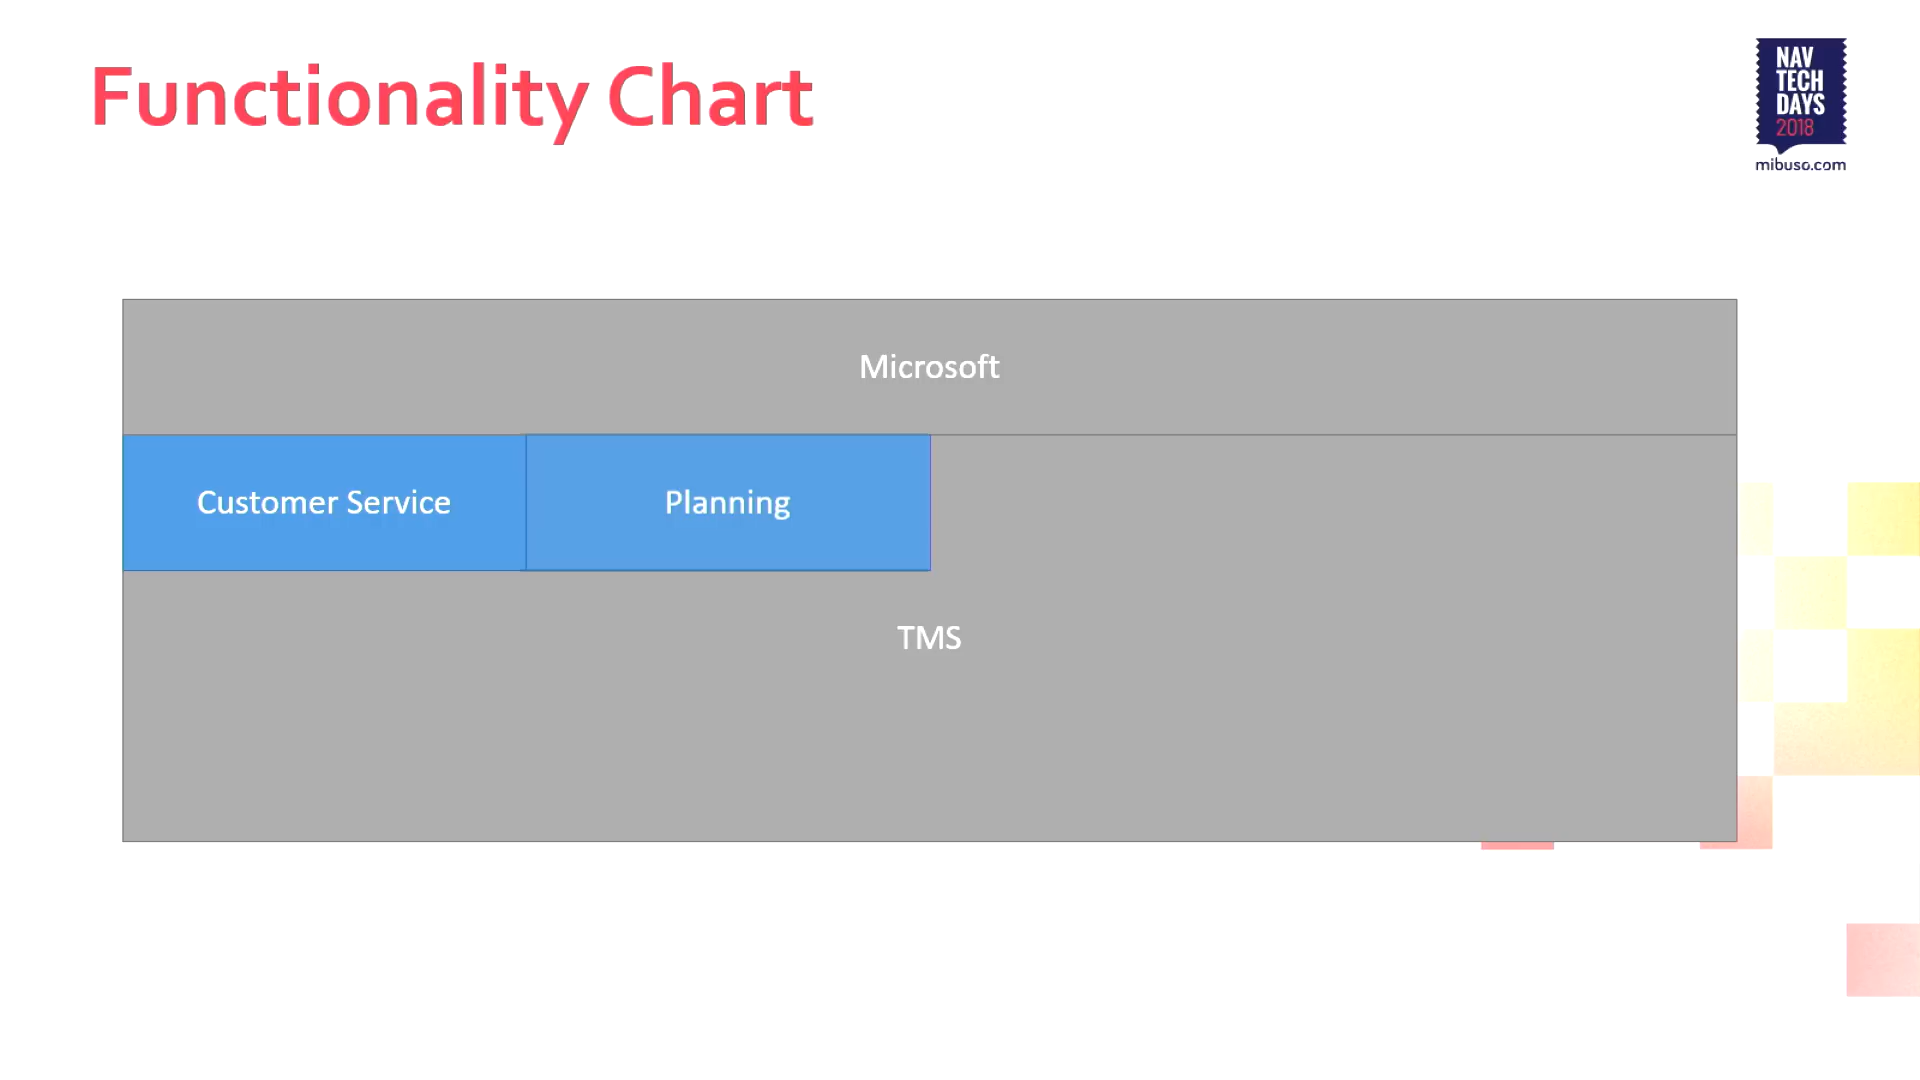 Functionality Chart
NAV
TECH
DAYS
2018
mibuso.com
Microsoft
Customer Service
Planning
TMS